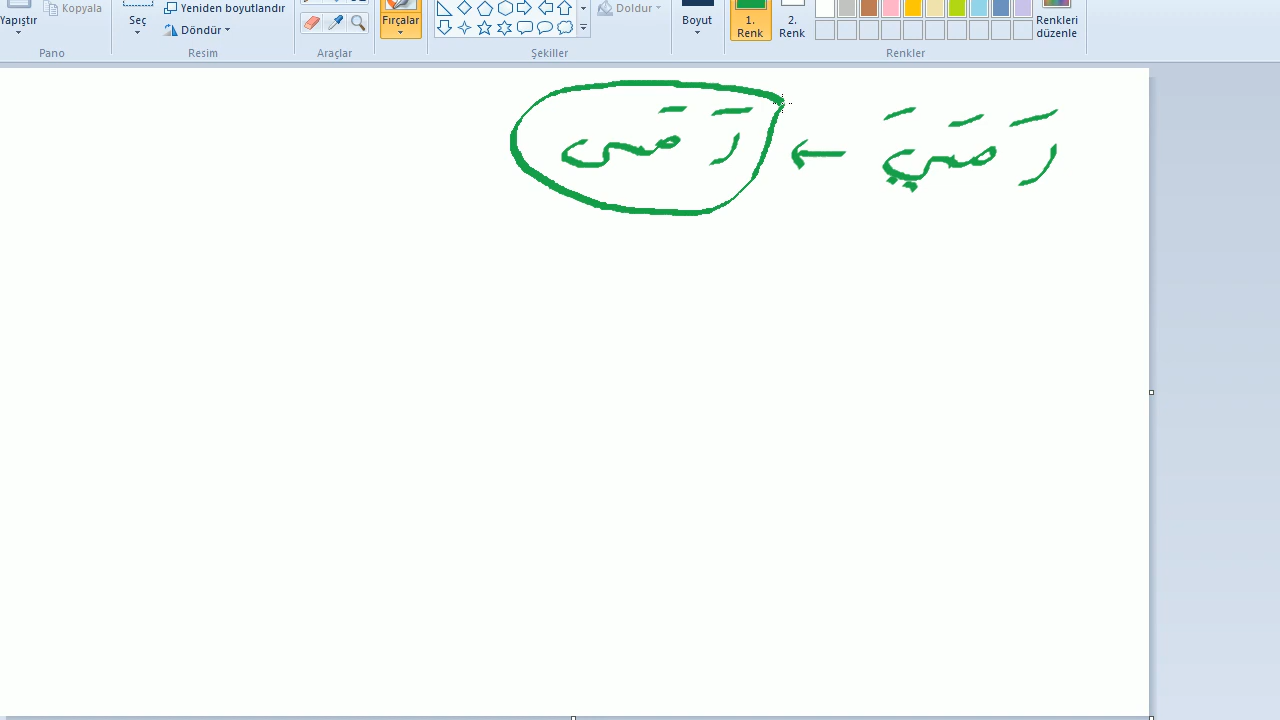 Yapıştır
Kopyala
Seç
Yeniden boyutlandır
Döndür
Fırçalar
Doldur
Boyut
1.
Renk
2.
Renk
Renkleri
düzenle
Pano
Resim
Araçlar
Şekiller
Renkler
رَمَيَ ← رَمَى